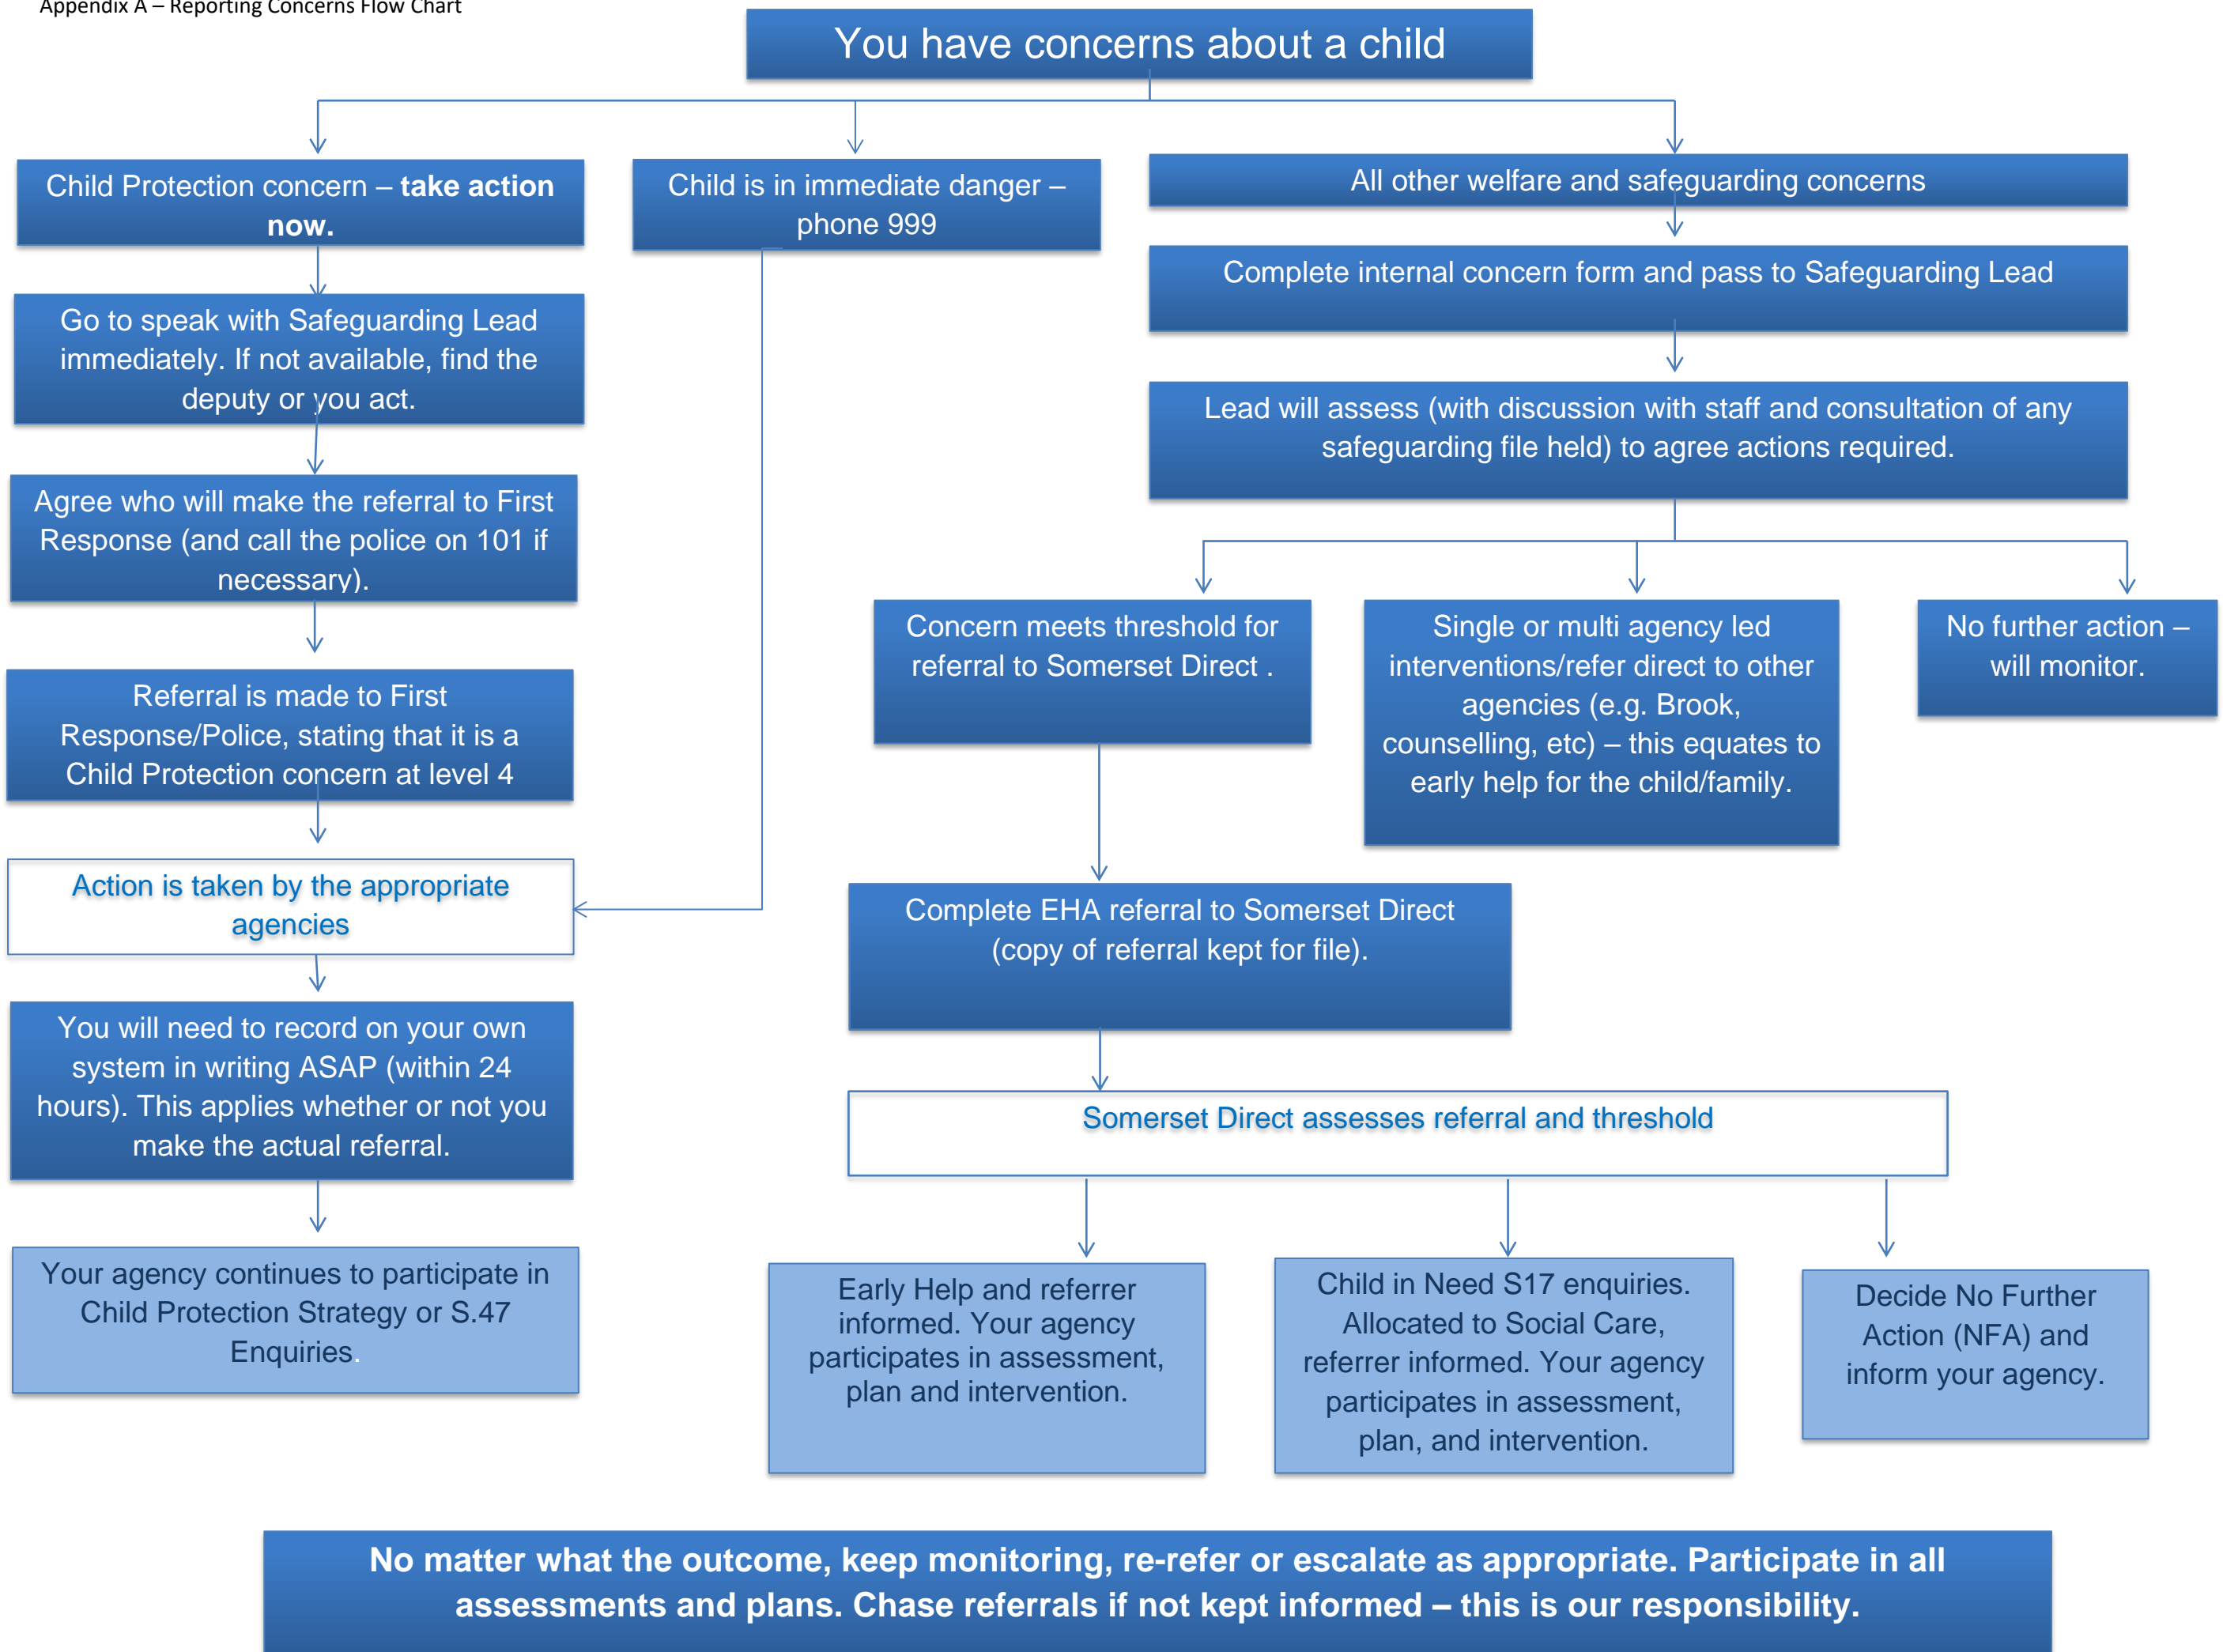 Appendix A – Reporting Concerns Flow Chart
You have concerns about a child
Child Protection concern – take action
now.
Child is in immediate danger –
phone 999
All other welfare and safeguarding concerns
Go to speak with Safeguarding Lead
immediately. If not available, find the
deputy or you act.
Complete internal concern form and pass to Safeguarding Lead
Lead will assess (with discussion with staff and consultation of any
safeguarding file held) to agree actions required.
Agree who will make the referral to First
Response (and call the police on 101 if
necessary).
Concern meets threshold for
referral to Somerset Direct .
Single or multi agency led
interventions/refer direct to other
agencies (e.g. Brook,
counselling, etc) – this equates to
early help for the child/family.
No further action –
will monitor.
Referral is made to First
Response/Police, stating that it is a
Child Protection concern at level 4
Action is taken by the appropriate
agencies
Complete EHA referral to Somerset Direct
(copy of referral kept for file).
You will need to record on your own
system in writing ASAP (within 24
hours). This applies whether or not you
make the actual referral.
Somerset Direct assesses referral and threshold
Your agency continues to participate in
Child Protection Strategy or S.47
Enquiries.
Early Help and referrer
informed. Your agency
participates in assessment,
plan and intervention.
Child in Need S17 enquiries.
Allocated to Social Care,
referrer informed. Your agency
participates in assessment,
plan, and intervention.
Decide No Further
Action (NFA) and
inform your agency.
No matter what the outcome, keep monitoring, re-refer or escalate as appropriate. Participate in all
assessments and plans. Chase referrals if not kept informed – this is our responsibility.